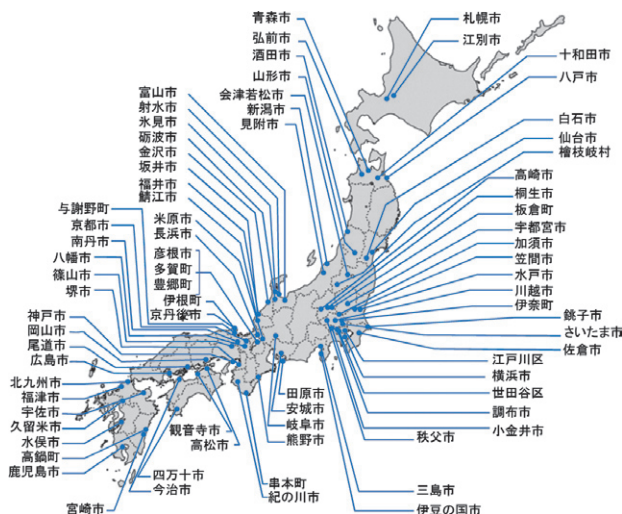 青森市
弘前市
酒田市
山形市
会津若松市
新潟市
見附市
札幌市
江別市
十和田市
八戸市
白石市
仙台市
檜枝岐村
高崎市
桐生市
板倉町
宇都宮市
加須市
笠間市
水戸市
川越市
伊奈町
銚子市
さいたま市
佐倉市
江戸川区
横浜市
世田谷区
調布市
小金井市
秩父市
三島市
伊豆の国市
富山市
射水市
氷見市
砺波市
金沢市
坂井市
福井市
鯖江市
米原市
長浜市
彦根市
多賀町
豊郷町
伊根町
京丹後市
与謝野町
京都市
南丹市
八幡市
篠山市
堺市
神戸市
岡山市
尾道市
広島市
北九州市
福津市
宇佐市
久留米市
水俣市
高鍋町
鹿児島市
宮崎市
四万十市
今治市
観音寺市
高松市
串本町
紀の川市
田原市
安城市
岐阜市
熊野市